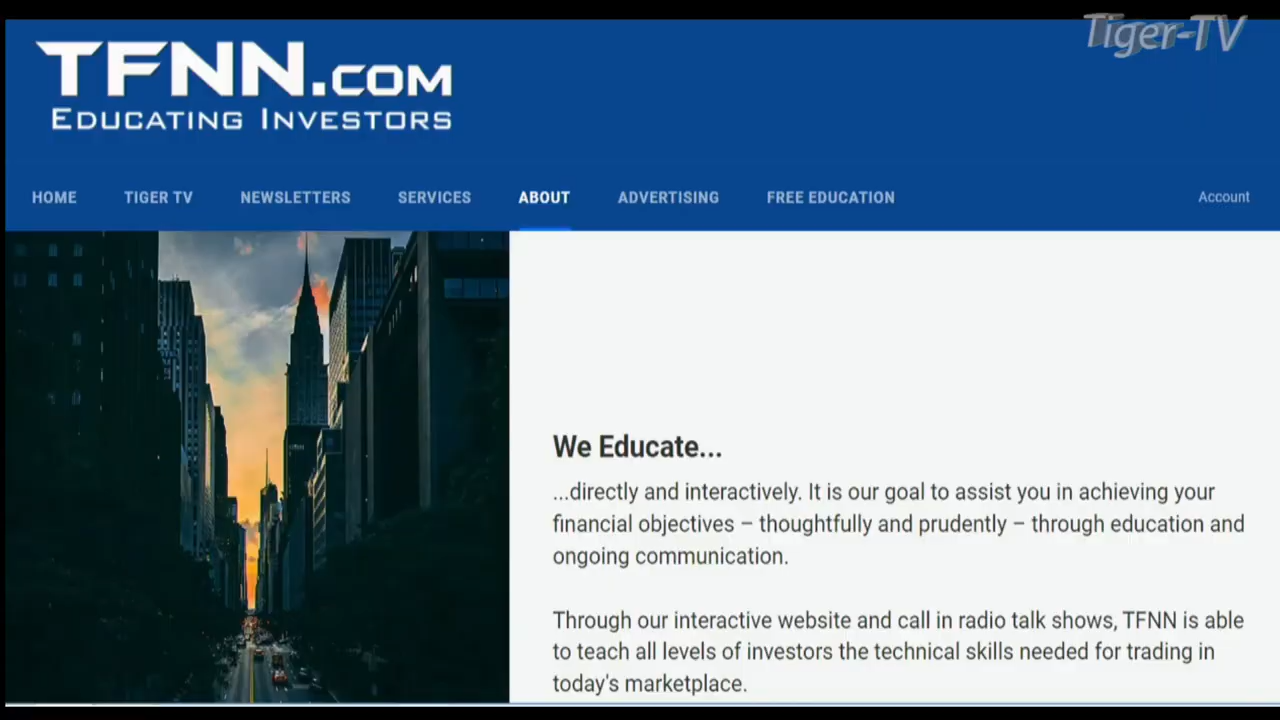 Tiger-TV
TFNN.COM
EDUCATING INVESTORS
HOME TIGER TV NEWSLETTERS SERVICES ABOUT ADVERTISING FREE EDUCATION Account
We Educate...
...directly and interactively. It is our goal to assist you in achieving your
financial objectives – thoughtfully and prudently – through education and
ongoing communication.
Through our interactive website and call in radio talk shows, TFNN is able
to teach all levels of investors the technical skills needed for trading in
today's marketplace.